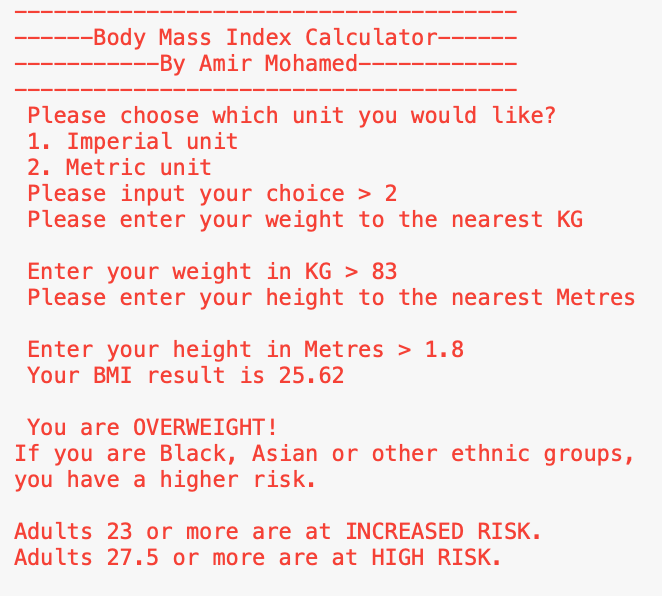 --------------------------------------
------Body Mass Index Calculator------
-----------By Amir Mohamed------------
--------------------------------------
Please choose which unit you would like?
1. Imperial unit
2. Metric unit
Please input your choice > 2
Please enter your weight to the nearest KG
Enter your weight in KG > 83
Please enter your height to the nearest Metres
Enter your height in Metres > 1.8
Your BMI result is 25.62
You are OVERWEIGHT!
If you are Black, Asian or other ethnic groups,
you have a higher risk.
Adults 23 or more are at INCREASED RISK.
Adults 27.5 or more are at HIGH RISK.